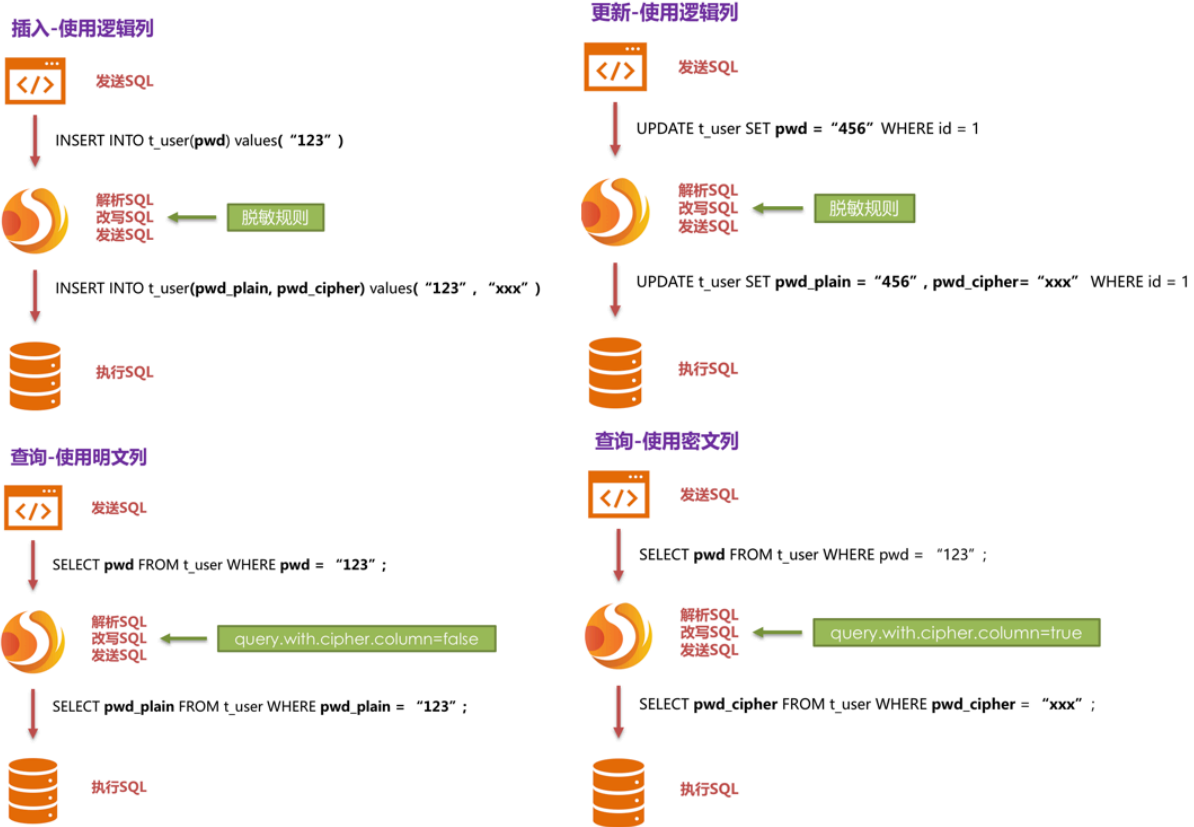 插入-使用逻辑列
</>
发送SQL
INSERT INTO t_user(pwd) values(“123”)
解析SQL
改写SQL
发送SQL
脱敏规则
INSERT INTO t_user(pwd_plain, pwd_cipher) values(“123”, “xxx”)
执行SQL
更新-使用逻辑列
</>
发送SQL
UPDATE t_user SET pwd =“456” WHERE id = 1
解析SQL
改写SQL
发送SQL
脱敏规则
UPDATE t_user SET pwd_plain =“456”, pwd_cipher=“xxx” WHERE id = 1
执行SQL
查询-使用明文列
</>
发送SQL
SELECT pwd FROM t_user WHERE pwd = “123”;
解析SQL
改写SQL
发送SQL
query.with.cipher.column=false
SELECT pwd_plain FROM t_user WHERE pwd_plain = “123”;
执行SQL
查询-使用密文列
</>
发送SQL
SELECT pwd FROM t_user WHERE pwd = “123”;
解析SQL
改写SQL
发送SQL
query.with.cipher.column=true
SELECT pwd_cipher FROM t_user WHERE pwd_cipher = “xxx”;
执行SQL